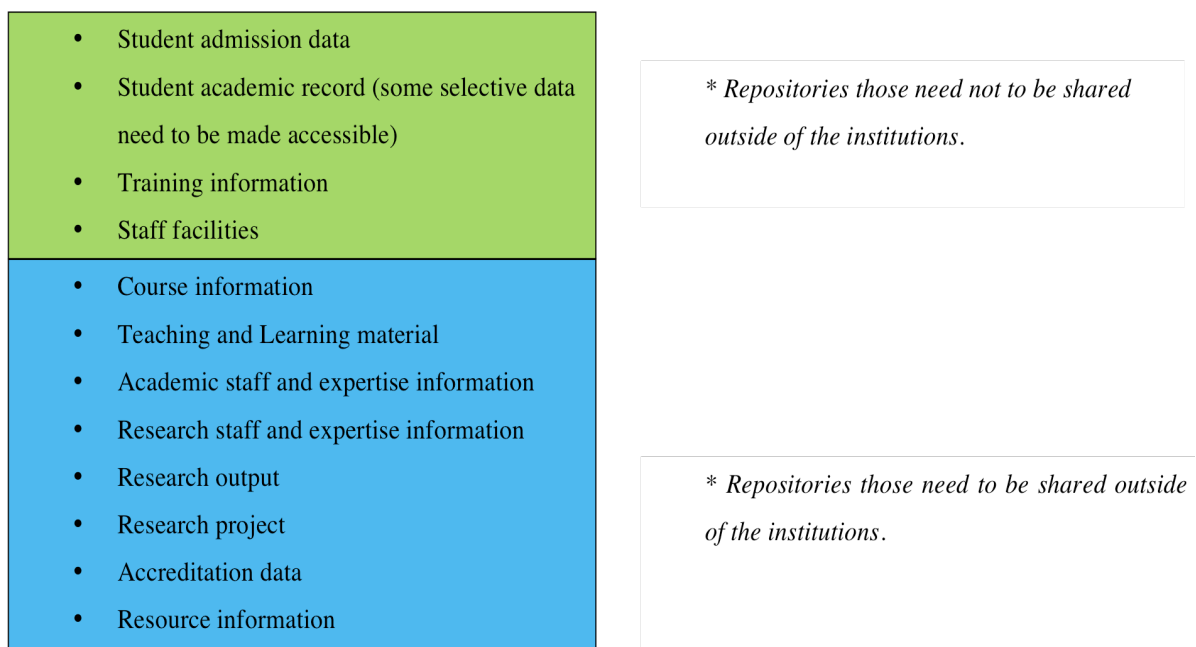 • Student admission data
• Student academic record (some selective data
need to be made accessible)
• Training information
• Staff facilities
* Repositories those need not to be shared
outside of the institutions.
• Course information
• Teaching and Learning material
• Academic staff and expertise information
• Research staff and expertise information
• Research output
• Research project
• Accreditation data
• Resource information
* Repositories those need to be shared outside
of the institutions.